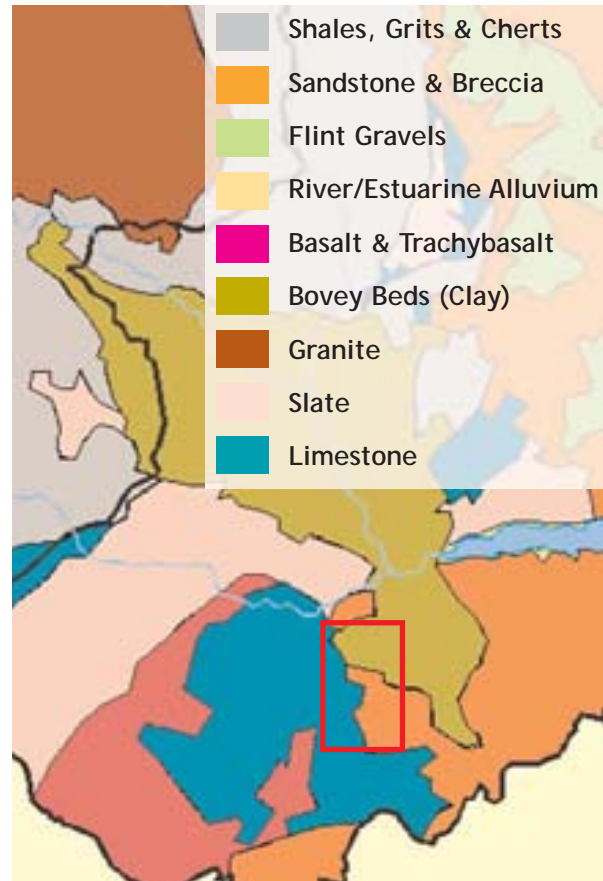 Shales, Grits & Cherts
Sandstone & Breccia
Flint Gravels
River/Estuarine Alluvium
Basalt & Trachybasalt
Bovey Beds (Clay)
Granite
Slate
Limestone